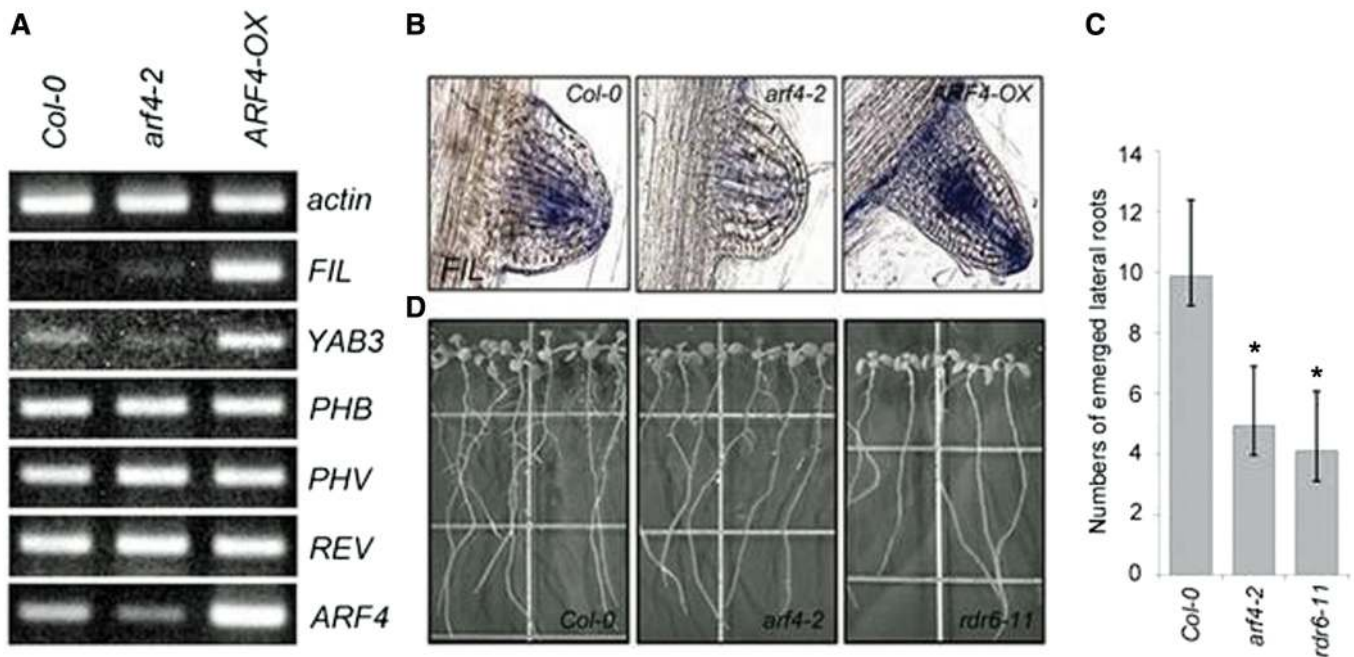 A
Col-0
arf4-2
ARF4-OX
actin
FIL
YAB3
PHB
PHV
REV
ARF4
B
Col-0
arf4-2
ARF4-OX
FIL
D
Col-0
arf4-2
rdr6-11
C
Numbers of emerged lateral roots
14
12
10
8
6
4
2
0
*
*
Col-0
arf4-2
rdr6-11